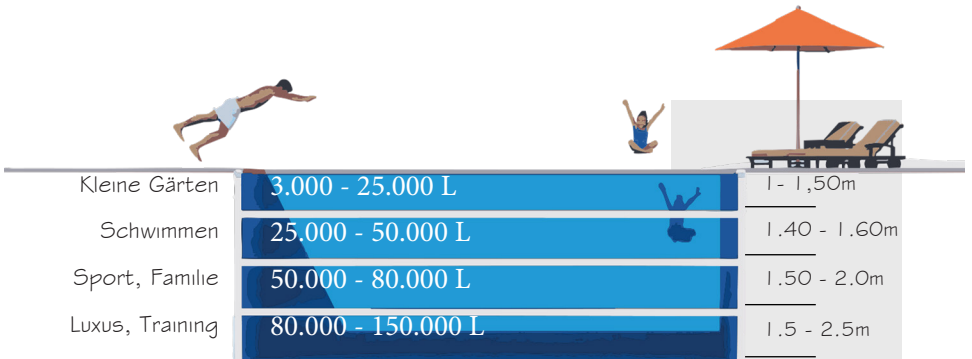 Kleine Gärten 3.000 - 25.000 L 1- 1,50m
Schwimmen 25.000 - 50.000 L 1.40 - 1.60m
Sport, Familie 50.000 - 80.000 L 1.50 - 2.0m
Luxus, Training 80.000 - 150.000 L 1.5 - 2.5m